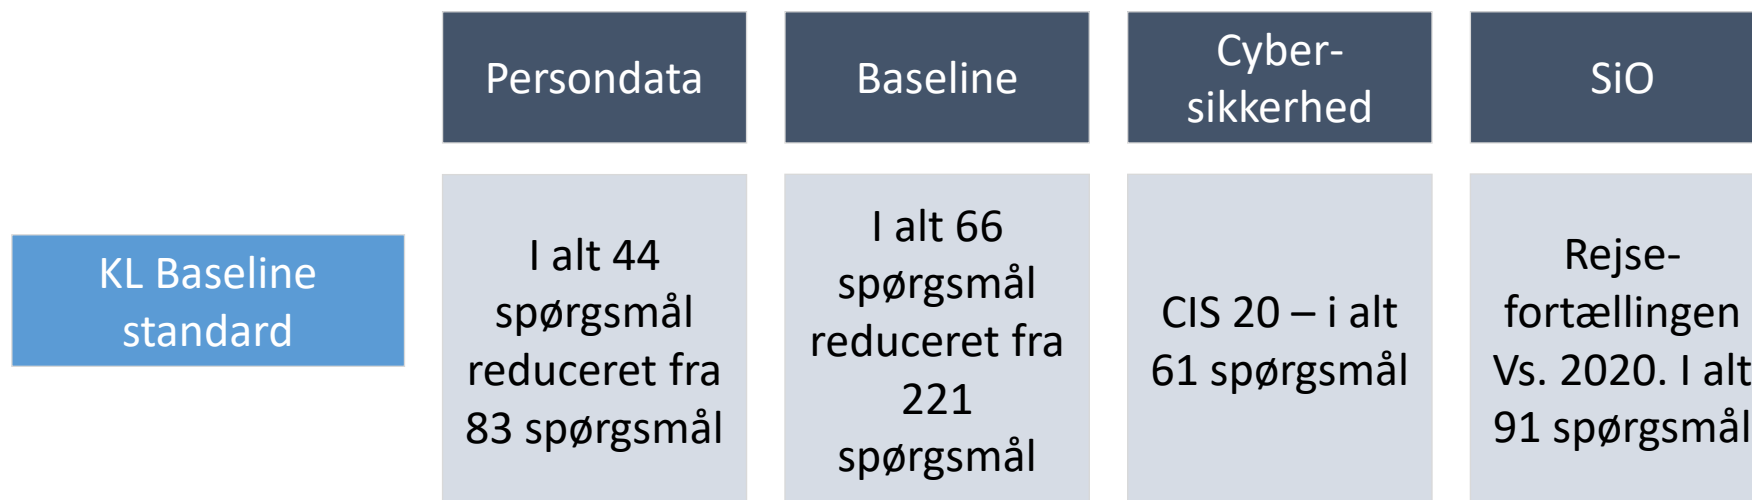 Persondata
Baseline
Cyber-
sikkerhed
SiO
KL Baseline
standard
I alt 44
spørgsmål
reduceret fra
83 spørgsmål
I alt 66
spørgsmål
reduceret fra
221
spørgsmål
CIS 20 – i alt
61 spørgsmål
Rejse-
fortællingen
Vs. 2020. I alt
91 spørgsmål